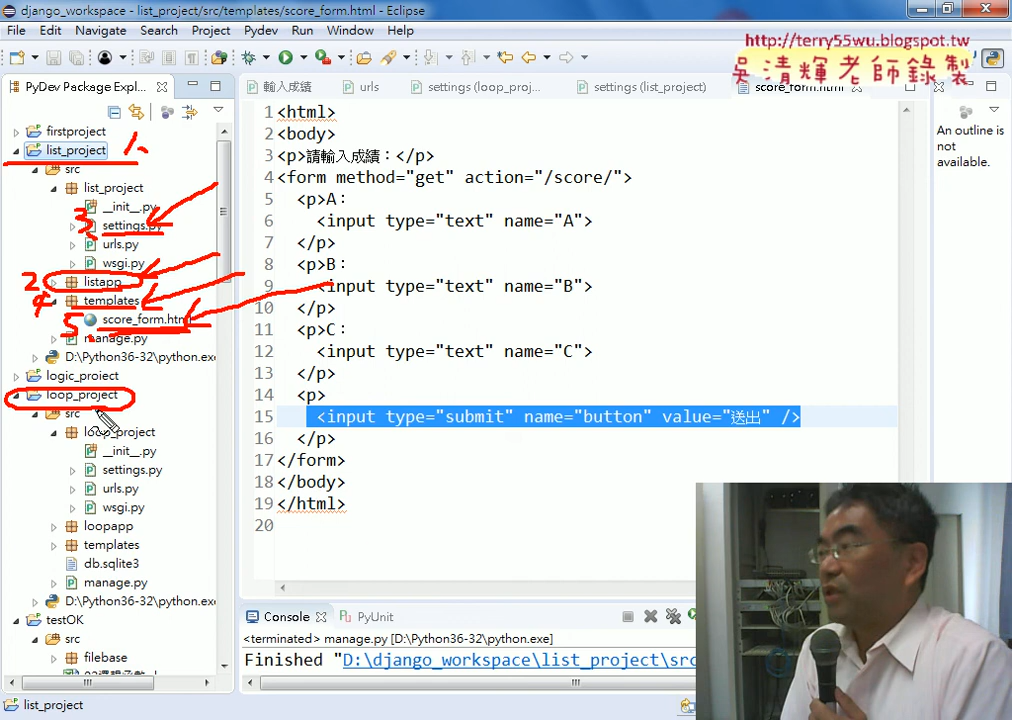 django_workspace - list_project/src/templates/score_form.html - Eclipse
File Edit Navigate Search Project Pydev Run Window Help
http://terry55wu.blogspot.tw
吳清輝老師錄製
PyDev Package Expl...
輸入成績
urls
settings (loop_proj...
settings (list_project)
score_form.html
firstproject
list_project
1.
src
list_project
__init__.py
3.
settings.py
urls.py
wsgi.py
2
listapp
4
templates
5.
score_form.html
manage.py
D:\Python36-32\python.exe
logic_project
loop_project
src
loop_project
__init__.py
settings.py
urls.py
wsgi.py
loopapp
templates
db.sqlite3
manage.py
D:\Python36-32\python.exe
testOK
src
filebase
1 <html>
2 <body>
3 <p>請輸入成績：</p>
4 <form method="get" action="/score/">
5 <p>A:
6 <input type="text" name="A">
7 </p>
8 <p>B：
9 <input type="text" name="B">
10 </p>
11 <p>C：
12 <input type="text" name="C">
13 </p>
14 <p>
15 <input type="submit" name="button" value="送出" />
16 </p>
17 </form>
18 </body>
19 </html>
20
An outline is
not
available.
Console
PyUnit
<terminated> manage.py [D:\Python36-32\python.exe]
Finished "D:\django_workspace\list_project\src
list_project